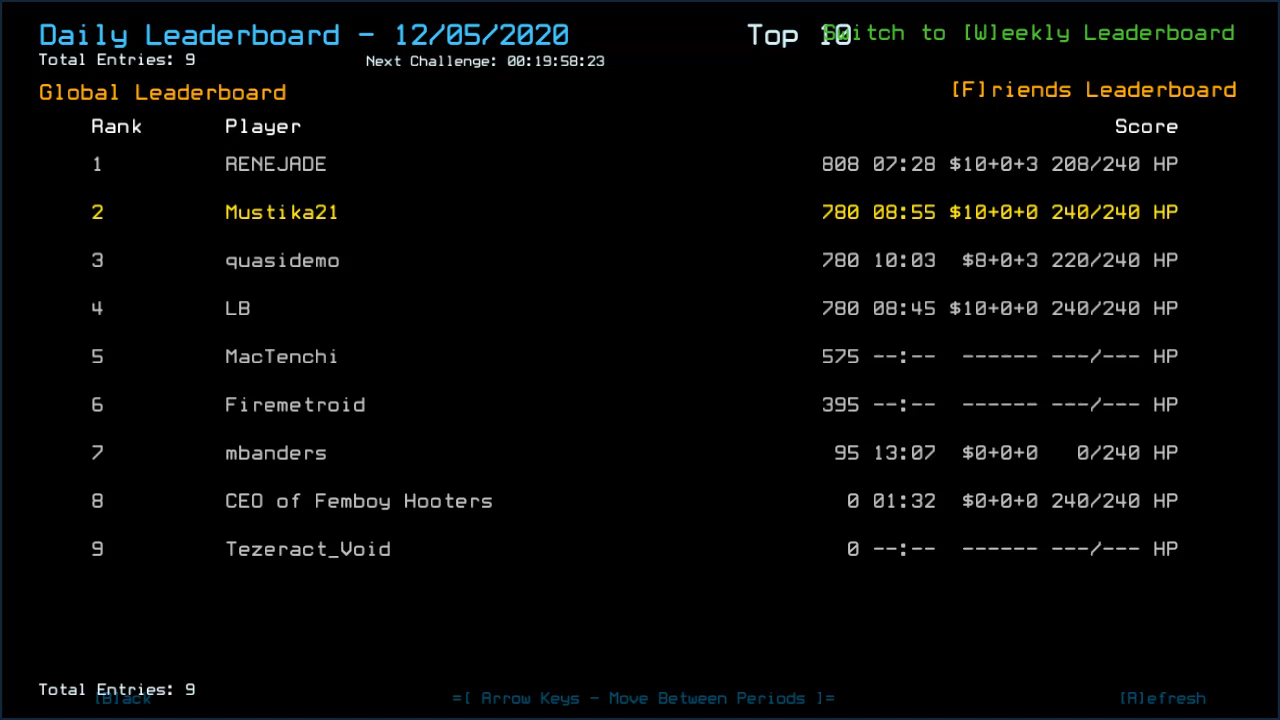 Daily Leaderboard - 12/05/2020 Top 10 Switch to [W]eekly Leaderboard
Total Entries: 9 Next Challenge: 00:19:58:23
Global Leaderboard [F]riends Leaderboard
Rank Player Score
1 RENEJADE 808 07:28 $10+0+3 208/240 HP
2 Mustika21 780 08:55 $10+0+0 240/240 HP
3 quasidemo 780 10:03 $8+0+3 220/240 HP
4 LB 780 08:45 $10+0+0 240/240 HP
5 MacTenchi 575 --:-- ------ ---/--- HP
6 Firemetroid 395 --:-- ------ ---/--- HP
7 mbanders 95 13:07 $0+0+0 0/240 HP
8 CEO of Femboy Hooters 0 01:32 $0+0+0 240/240 HP
9 Tezeract_Void 0 --:-- ------ ---/--- HP
Total Entries: 9
[B]ack =[ Arrow Keys - Move Between Periods ]= [R]efresh